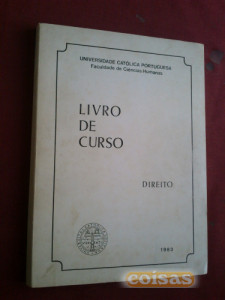 UNIVERSIDADE CATÓLICA PORTUGUESA
Faculdade de Ciências Humanas
LIVRO
DE
CURSO
DIREITO
coisas